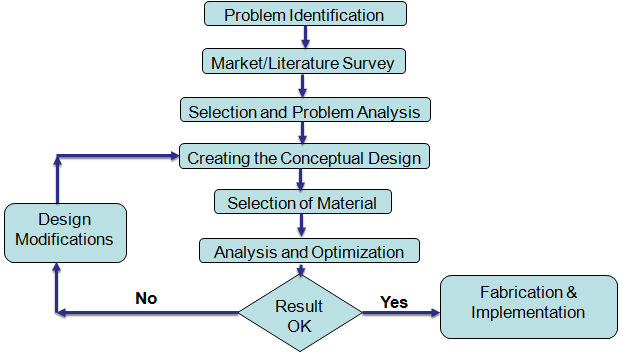 Problem Identification
Market/Literature Survey
Selection and Problem Analysis
Creating the Conceptual Design
Selection of Material
Design
Modifications
Analysis and Optimization
No
Result
OK
Yes
Fabrication &
Implementation